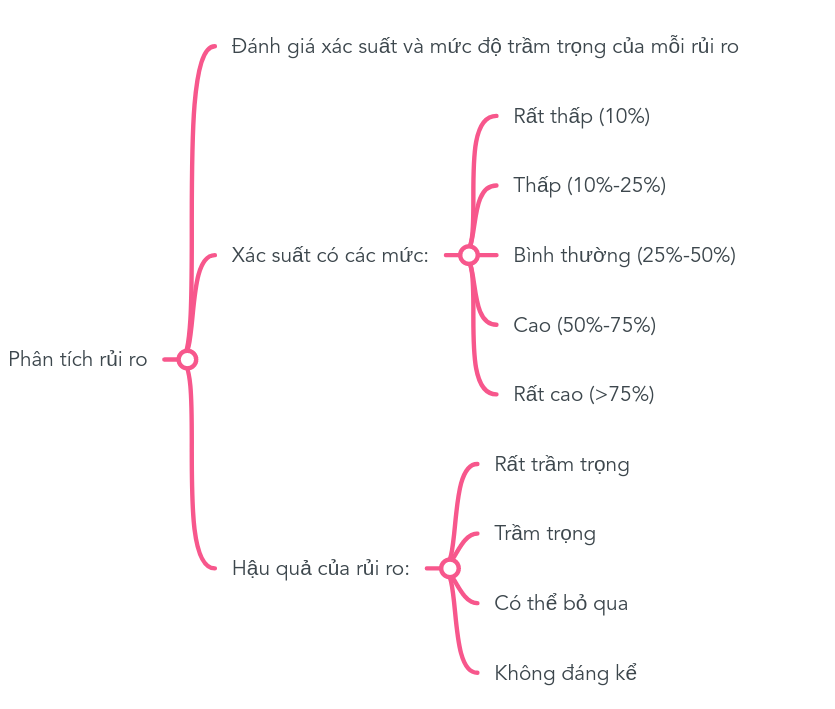 Đánh giá xác suất và mức độ trầm trọng của mỗi rủi ro
Rất thấp (10%)
Thấp (10%-25%)
Xác suất có các mức:
Bình thường (25%-50%)
Cao (50%-75%)
Phân tích rủi ro
Rất cao (>75%)
Rất trầm trọng
Trầm trọng
Hậu quả của rủi ro:
Có thể bỏ qua
Không đáng kể